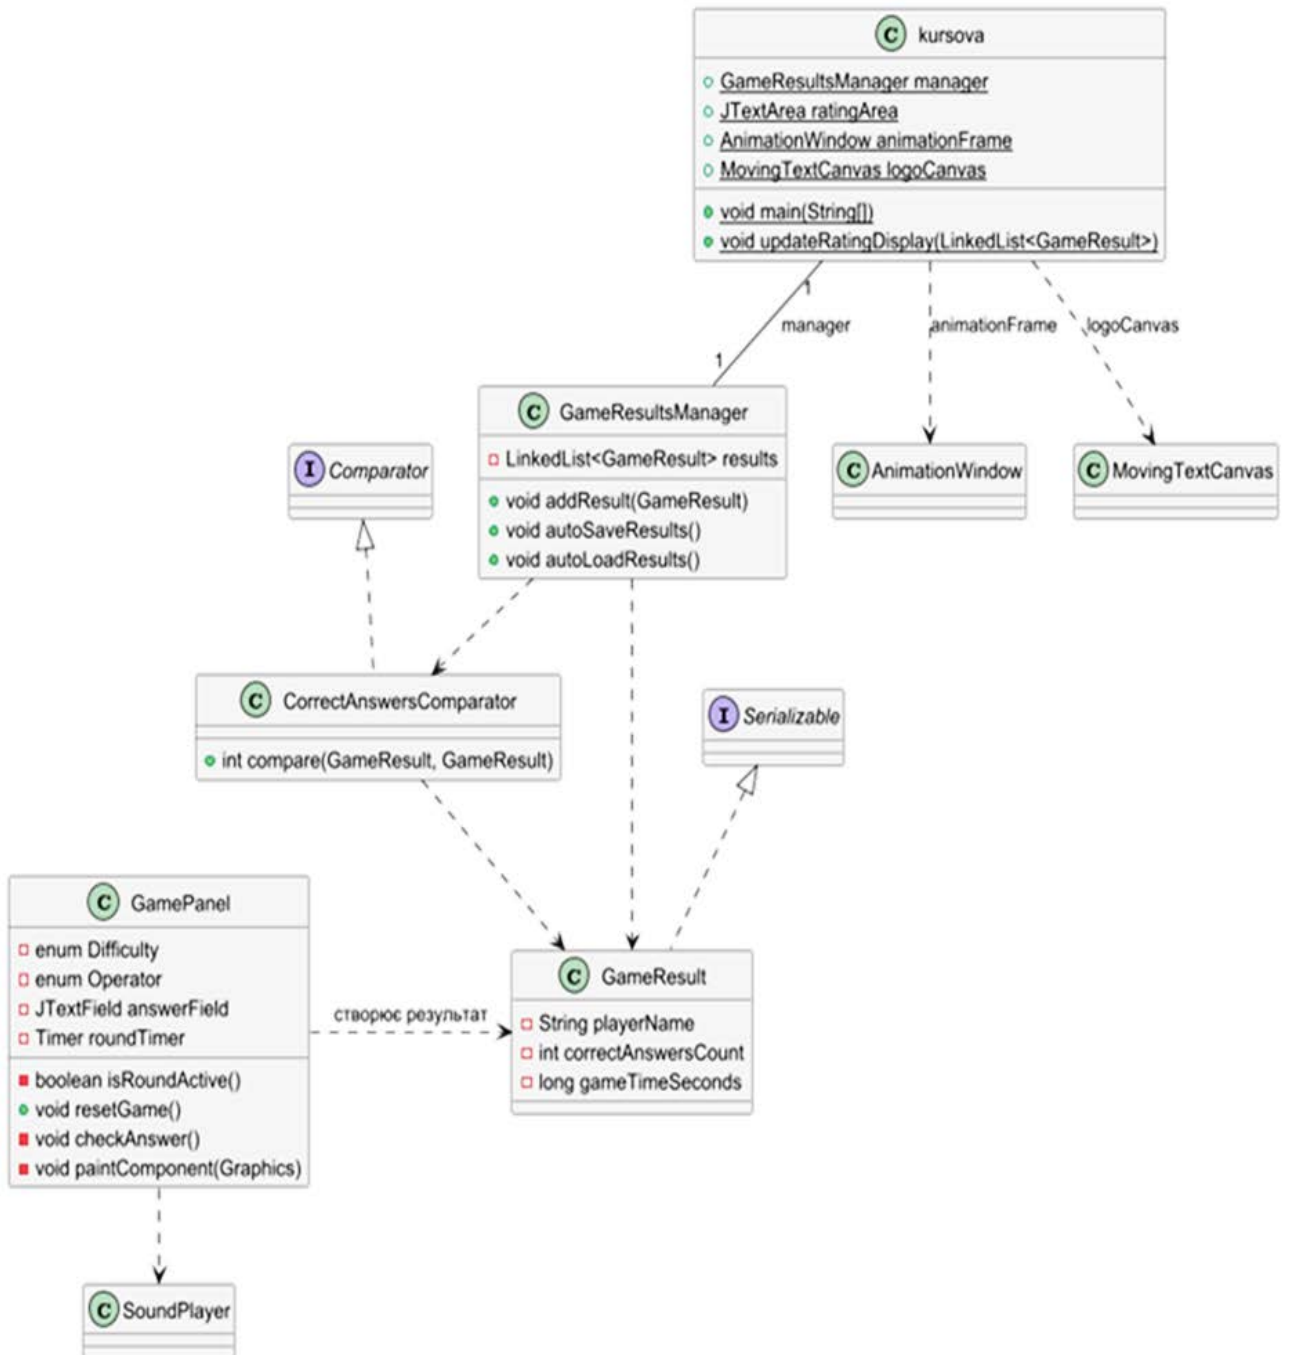 C kursova
GameResultsManager manager
JTextArea ratingArea
AnimationWindow animationFrame
MovingTextCanvas logoCanvas
void main(String[])
void updateRatingDisplay(LinkedList<GameResult>)
1
manager
animationFrame
logoCanvas
1
C GameResultsManager
LinkedList<GameResult> results
void addResult(GameResult)
void autoSaveResults()
void autoLoadResults()
I Comparator
C AnimationWindow
C MovingTextCanvas
C CorrectAnswersComparator
int compare(GameResult, GameResult)
I Serializable
C GamePanel
enum Difficulty
enum Operator
JTextField answerField
Timer roundTimer
boolean isRoundActive()
void resetGame()
void checkAnswer()
void paintComponent(Graphics)
створює результат
C GameResult
String playerName
int correctAnswersCount
long gameTimeSeconds
C SoundPlayer